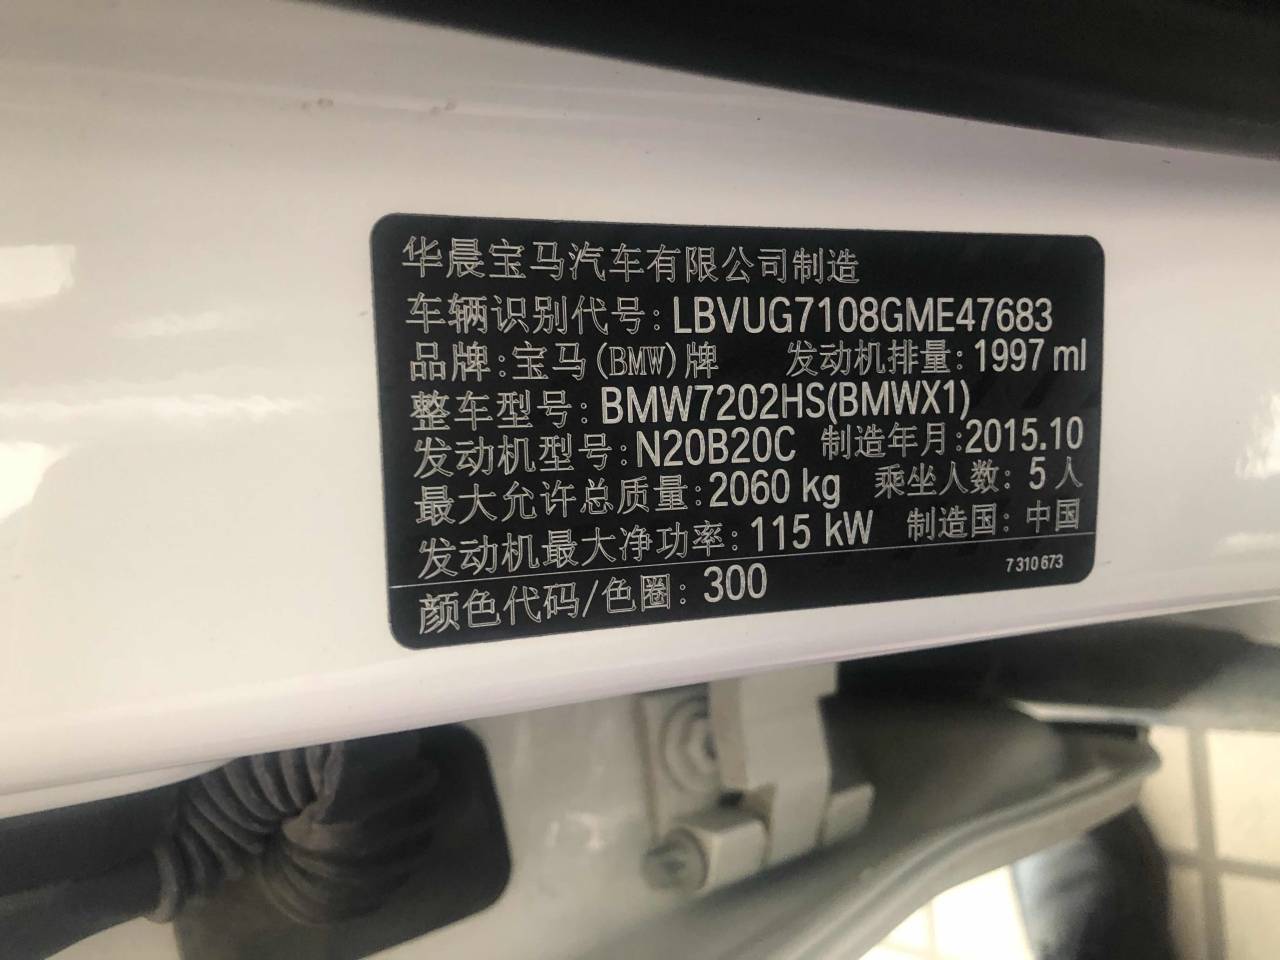 华晨宝马汽车有限公司制造
车辆识别代号: LBVUG7108GME47683
品牌:宝马(BMW)牌 发动机排量: 1997 ml
整车型号: BMW7202HS(BMWX1)
发动机型号: N20B20C 制造年月:2015.10
最大允许总质量:2060 kg 乘坐人数: 5人
发动机最大净功率: 115 kW 制造国: 中国
7 310 673
颜色代码/色圈: 300